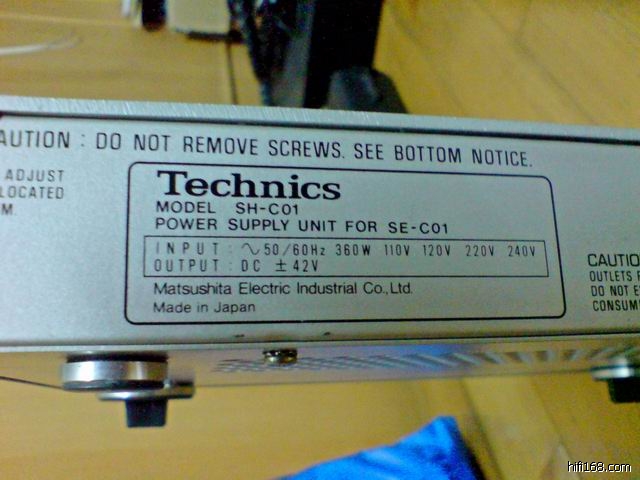 AUTION : DO NOT REMOVE SCREWS. SEE BOTTOM NOTICE.
ADJUST
LOCATED
M.
Technics
MODEL SH-C01
POWER SUPPLY UNIT FOR SE-C01
INPUT : ∿ 50/60Hz 360W 110V 120V 220V 240V
OUTPUT : DC ± 42V
Matsushita Electric Industrial Co., Ltd.
Made in Japan
CAUTIO
OUTLETS
DO NOT E
CONSUM
hifi168.com